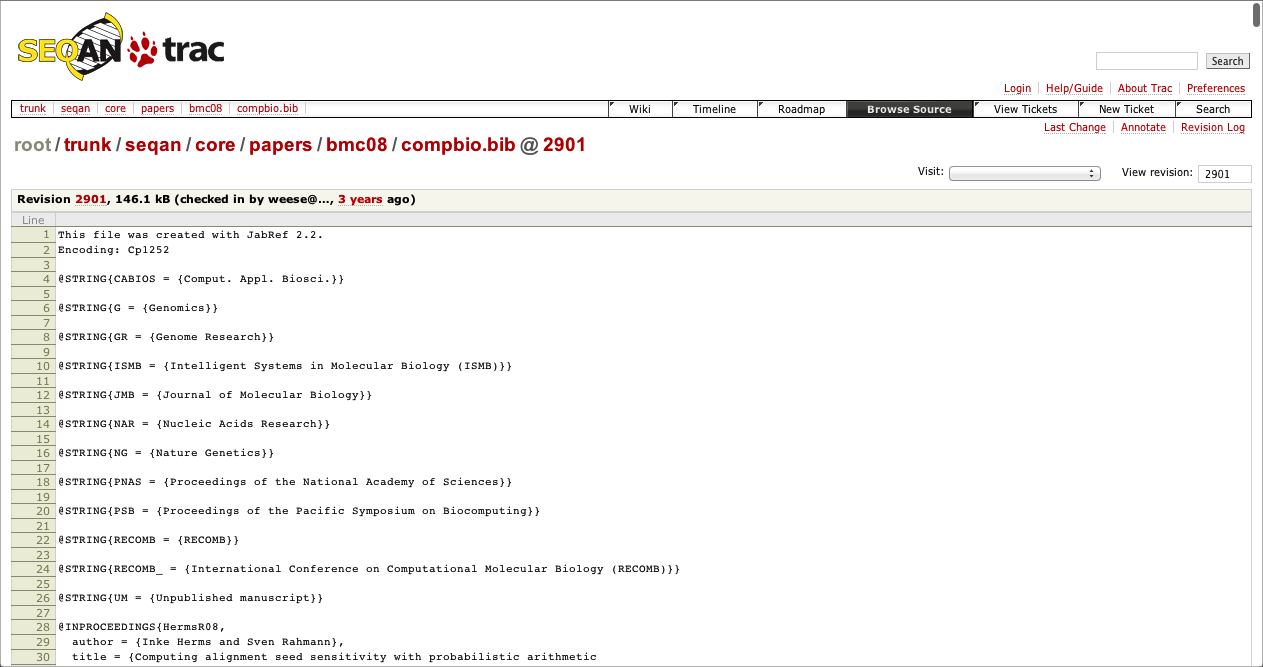 SEQAN trac
Search
Login Help/Guide About Trac Preferences
trunk seqan core papers bmc08 compbio.bib Wiki Timeline Roadmap Browse Source View Tickets New Ticket Search
Last Change Annotate Revision Log
root / trunk / seqan / core / papers / bmc08 / compbio.bib @ 2901
Visit: View revision: 2901
Revision 2901, 146.1 kB (checked in by weese@..., 3 years ago)
Line
1 This file was created with JabRef 2.2.
2 Encoding: Cp1252
3
4 @STRING{CABIOS = {Comput. Appl. Biosci.}}
5
6 @STRING{G = {Genomics}}
7
8 @STRING{GR = {Genome Research}}
9
10 @STRING{ISMB = {Intelligent Systems in Molecular Biology (ISMB)}}
11
12 @STRING{JMB = {Journal of Molecular Biology}}
13
14 @STRING{NAR = {Nucleic Acids Research}}
15
16 @STRING{NG = {Nature Genetics}}
17
18 @STRING{PNAS = {Proceedings of the National Academy of Sciences}}
19
20 @STRING{PSB = {Proceedings of the Pacific Symposium on Biocomputing}}
21
22 @STRING{RECOMB = {RECOMB}}
23
24 @STRING{RECOMB_ = {International Conference on Computational Molecular Biology (RECOMB)}}
25
26 @STRING{UM = {Unpublished manuscript}}
27
28 @INPROCEEDINGS{HermsR08,
29 author = {Inke Herms and Sven Rahmann},
30 title = {Computing alignment seed sensitivity with probabilistic arithmetic